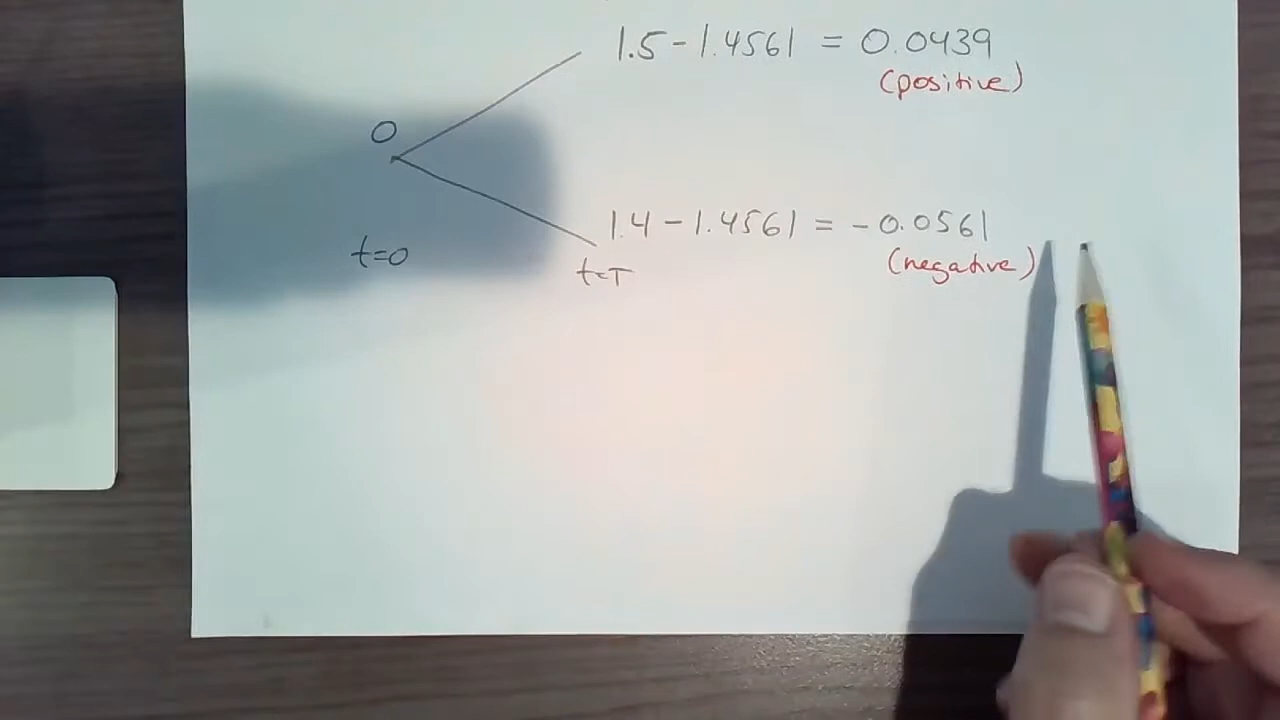 1.5 - 1.4561 = 0.0439
(positive)
0
1.4 - 1.4561 = -0.0561
t=0
t=T
(negative)